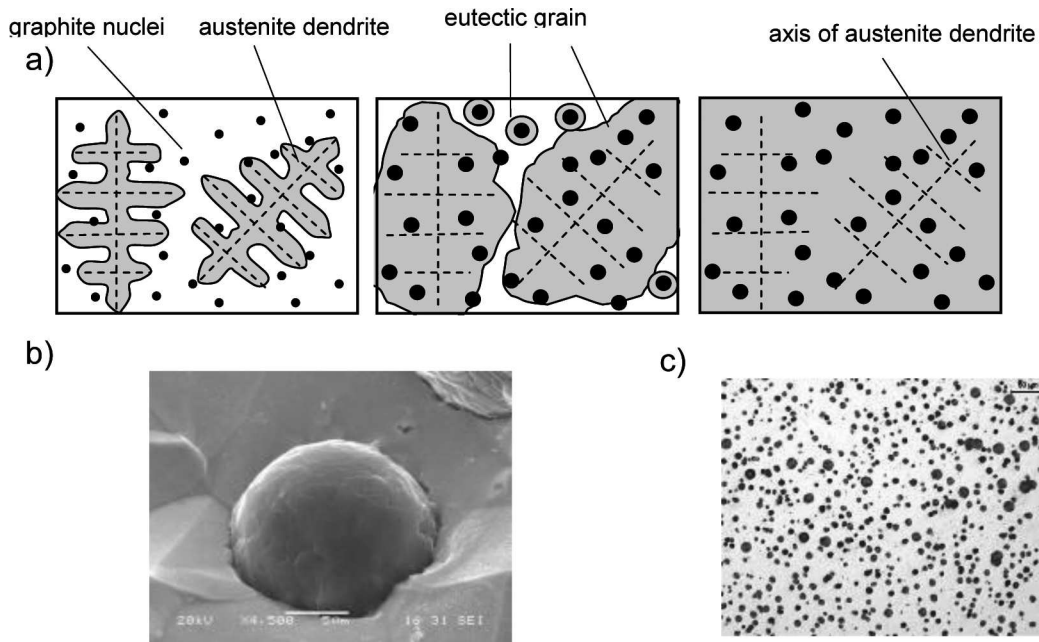 graphite nuclei
austenite dendrite
eutectic grain
axis of austenite dendrite
a)
b)
c)
20kV X4,500 5µm 16 31 SEI